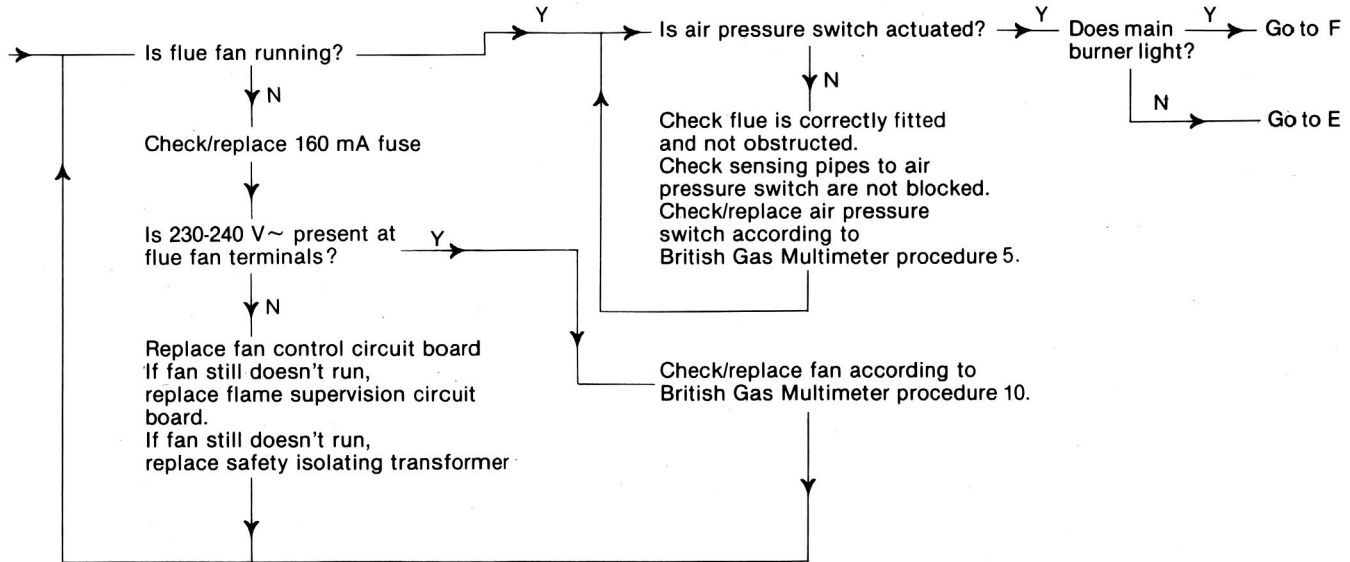 Is flue fan running?
Y
N
Check/replace 160 mA fuse
Is 230-240 V~ present at
flue fan terminals?
Y
N
Replace fan control circuit board
If fan still doesn't run,
replace flame supervision circuit
board.
If fan still doesn't run,
replace safety isolating transformer
Is air pressure switch actuated?
Y
N
Check flue is correctly fitted
and not obstructed.
Check sensing pipes to air
pressure switch are not blocked.
Check/replace air pressure
switch according to
British Gas Multimeter procedure 5.
Check/replace fan according to
British Gas Multimeter procedure 10.
Does main
burner light?
Y
Go to F
N
Go to E